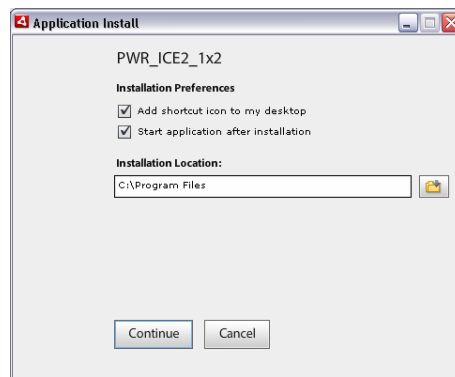 Application Install
PWR_ICE2_1x2
Installation Preferences
Add shortcut icon to my desktop
Start application after installation
Installation Location:
C:\Program Files
Continue
Cancel